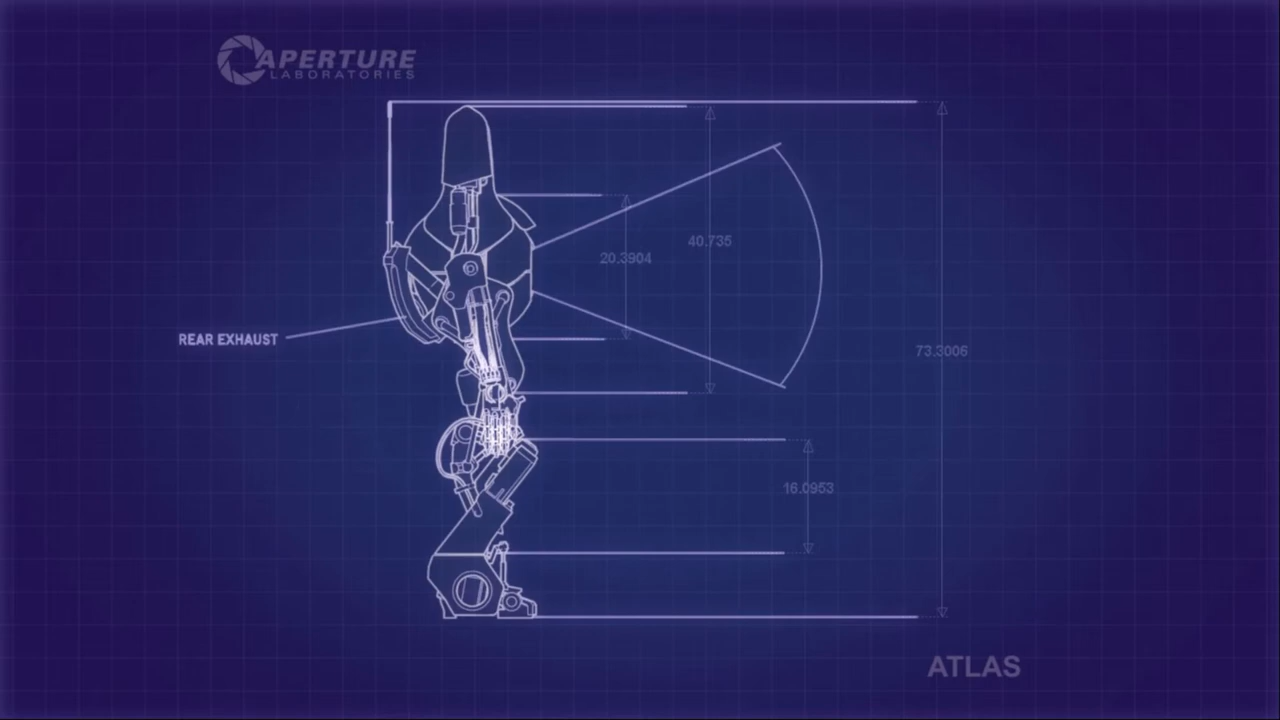 APERTURE
LABORATORIES
40.735
20.3904
REAR EXHAUST
73.3006
16.0953
ATLAS